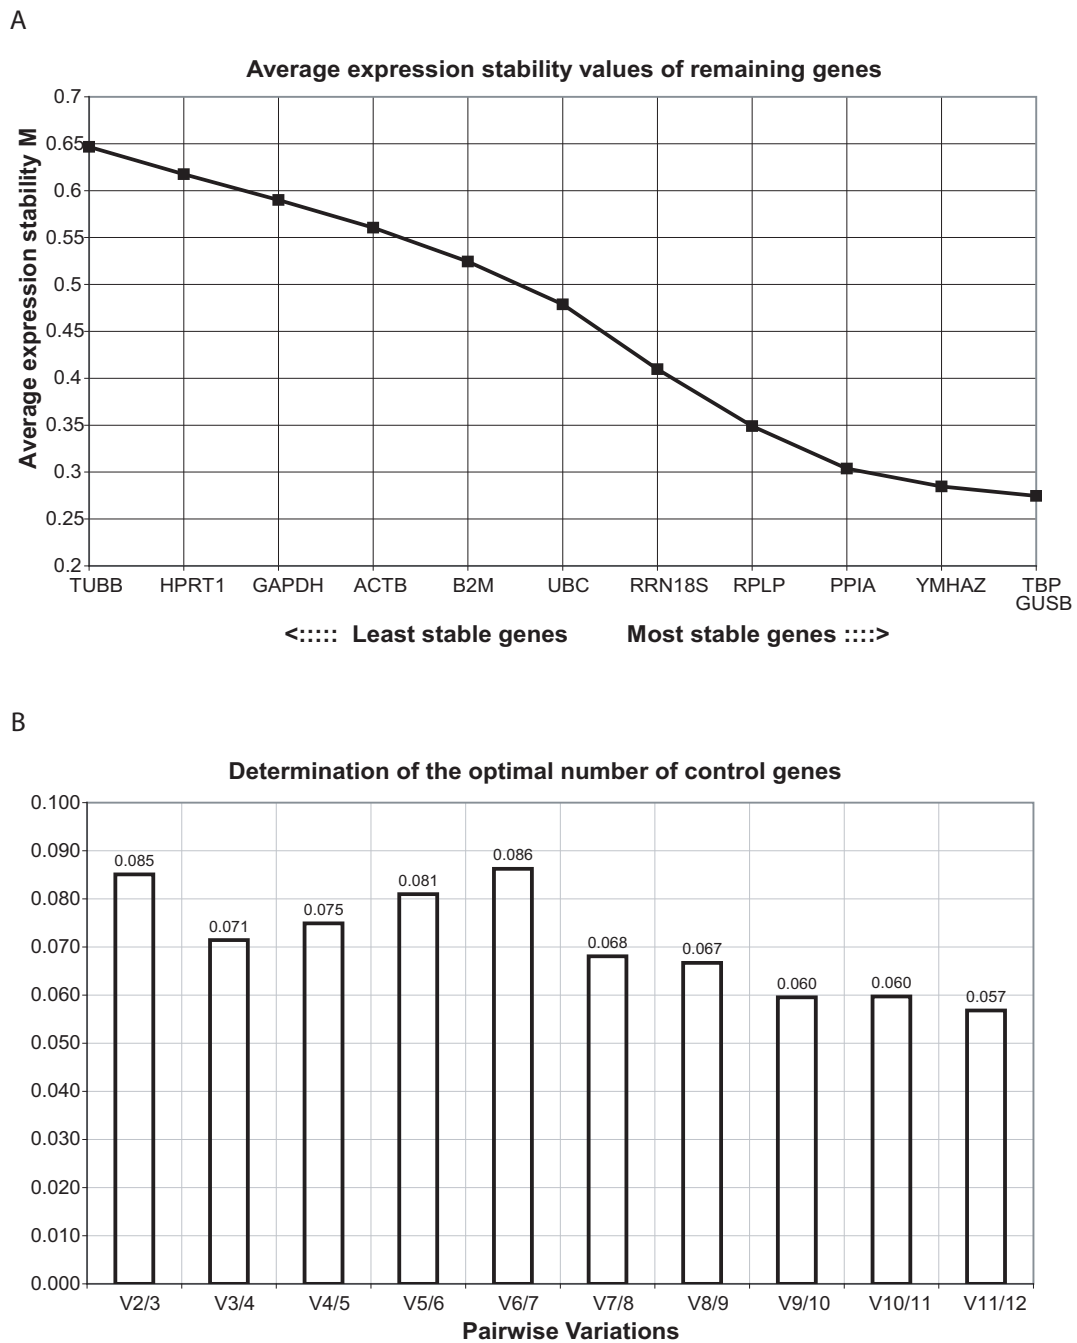 A
Average expression stability values of remaining genes
Average expression stability M
0.7
0.65
0.6
0.55
0.5
0.45
0.4
0.35
0.3
0.25
0.2
TUBB HPRT1 GAPDH ACTB B2M UBC RRN18S RPLP PPIA YMHAZ TBP
GUSB
<::::: Least stable genes Most stable genes ::::>
B
Determination of the optimal number of control genes
0.100
0.090
0.080
0.070
0.060
0.050
0.040
0.030
0.020
0.010
0.000
0.085 0.071 0.075 0.081 0.086 0.068 0.067 0.060 0.060 0.057
V2/3 V3/4 V4/5 V5/6 V6/7 V7/8 V8/9 V9/10 V10/11 V11/12
Pairwise Variations